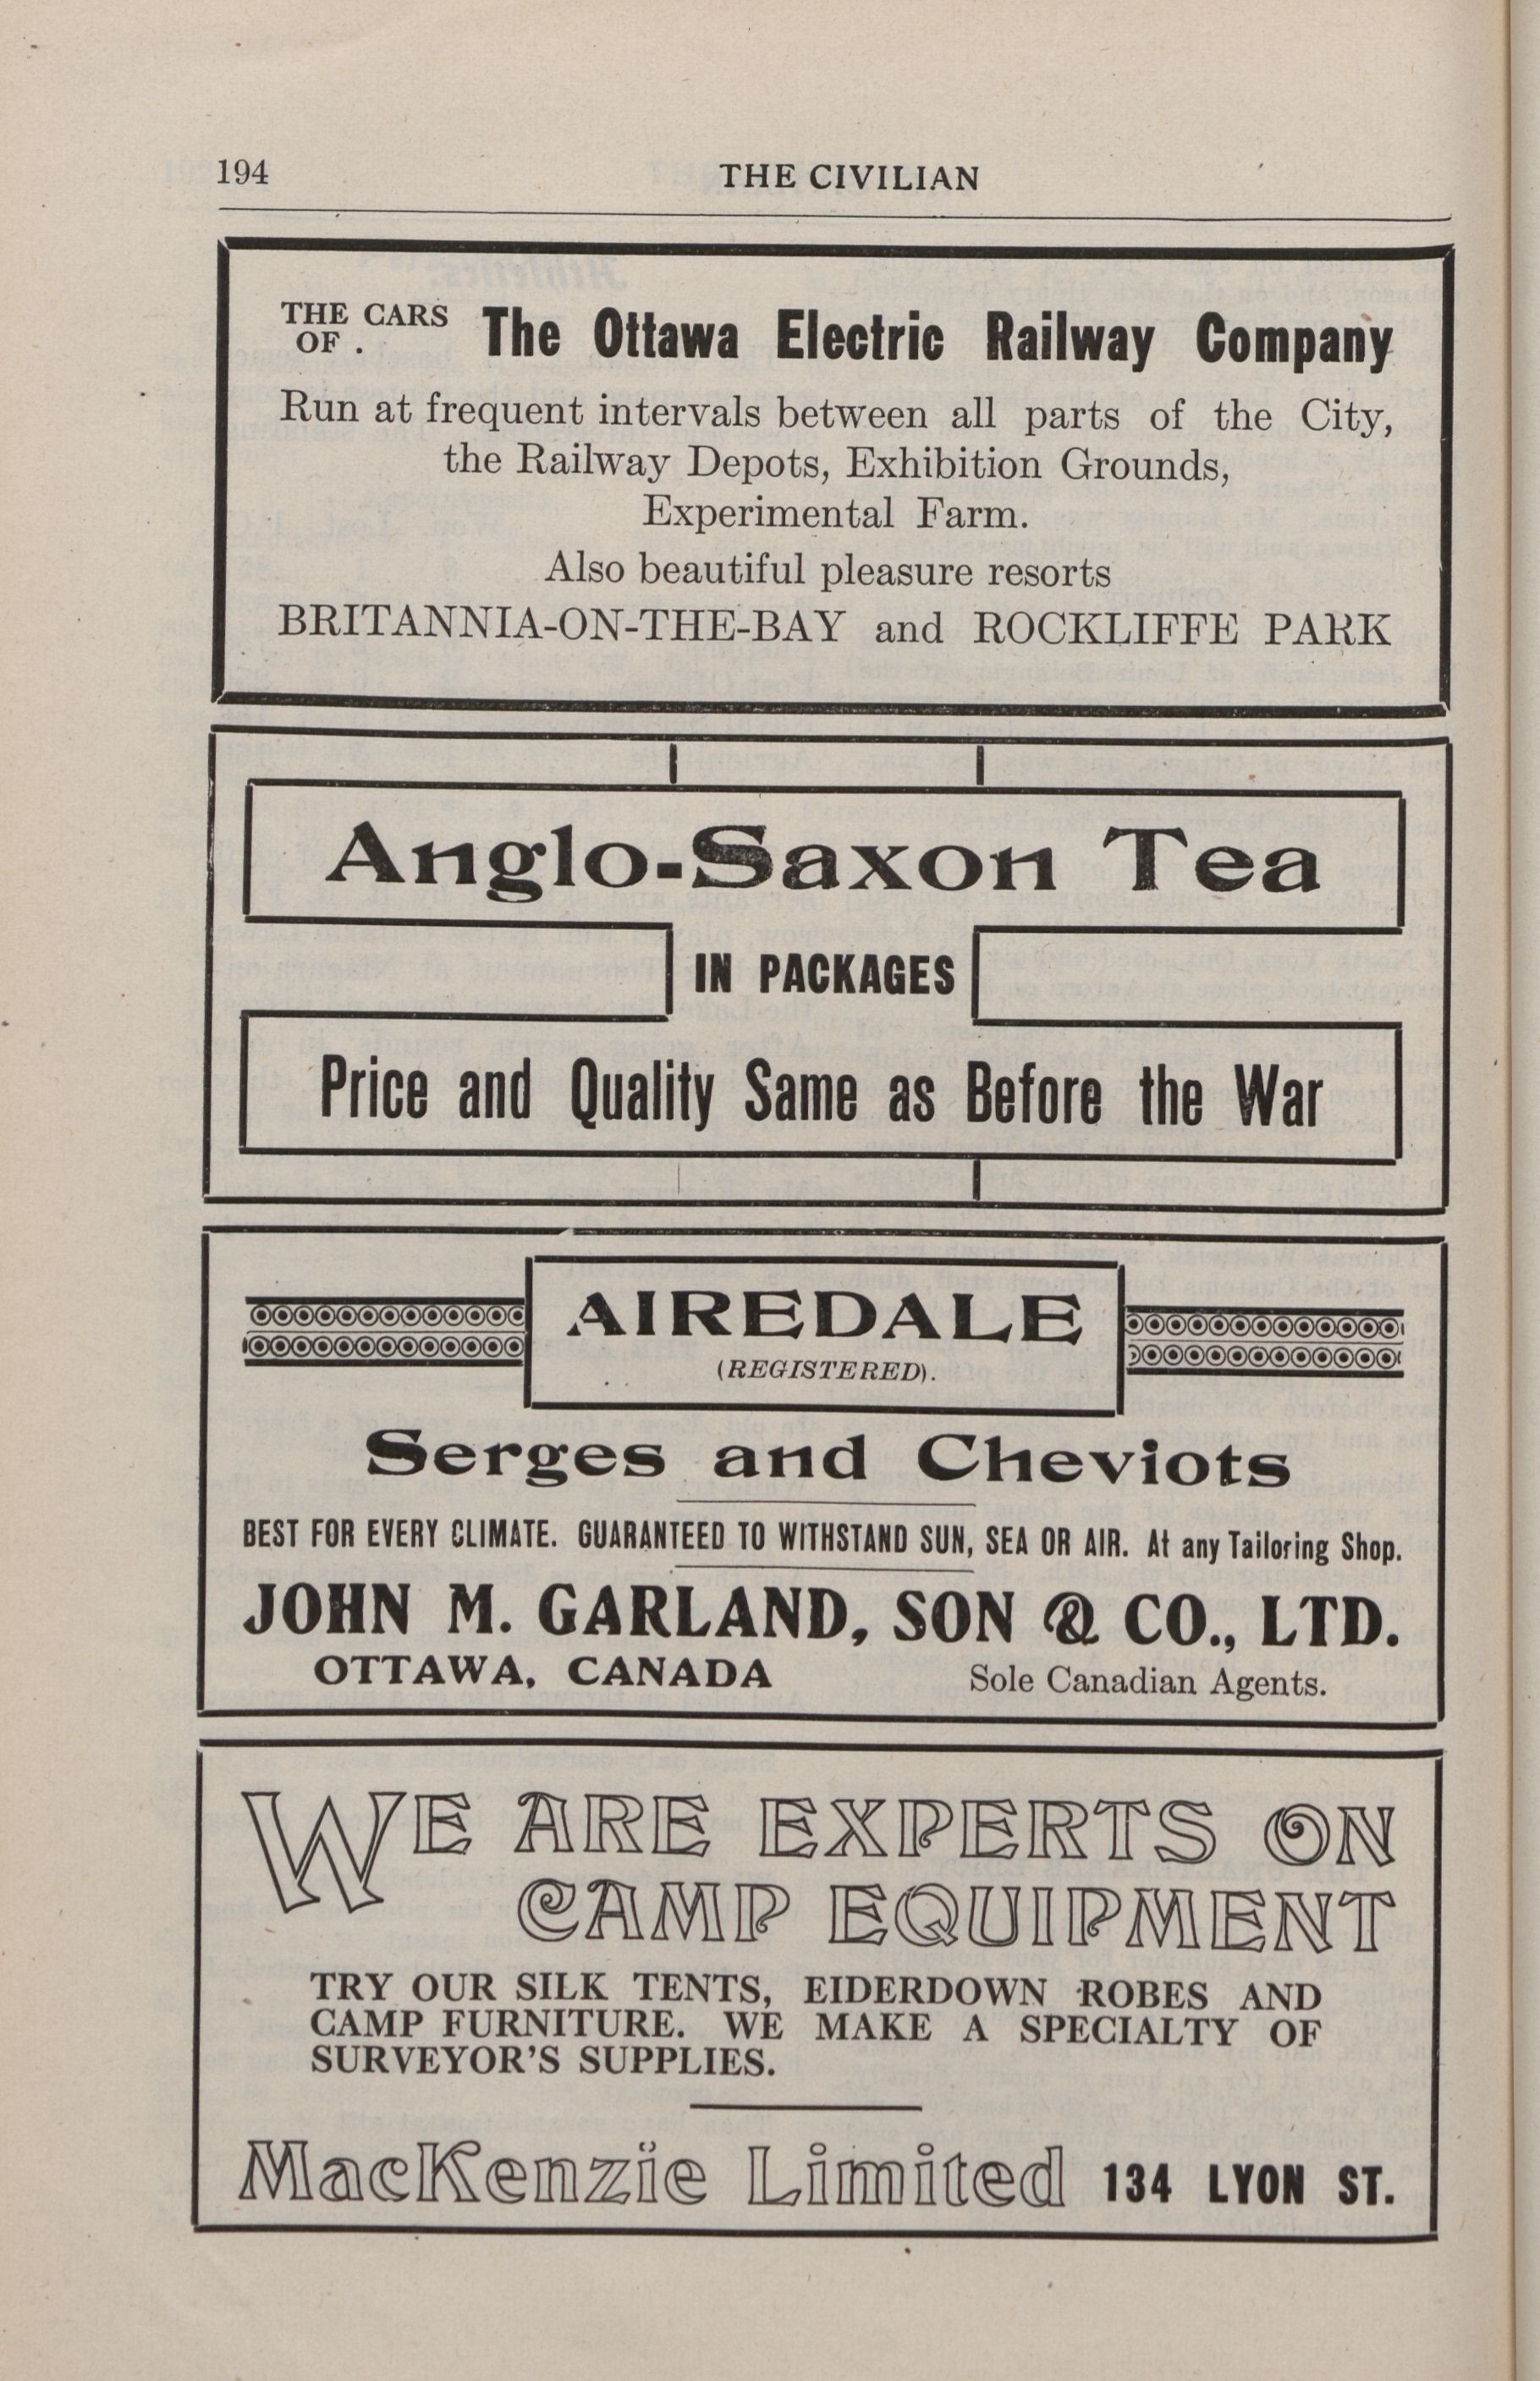 194
THE CIVILIAN
THE CARS
OF .
The Ottawa Electric Railway Company
Run at frequent intervals between all parts of the City,
the Railway Depots, Exhibition Grounds,
Experimental Farm.
Also beautiful pleasure resorts
BRITANNIA-ON-THE-BAY and ROCKLIFFE PARK
Anglo-Saxon Tea
IN PACKAGES
Price and Quality Same as Before the War
AIREDALE
(REGISTERED).
Serges and Cheviots
BEST FOR EVERY CLIMATE. GUARANTEED TO WITHSTAND SUN, SEA OR AIR. At any Tailoring Shop.
JOHN M. GARLAND, SON & CO., LTD.
OTTAWA, CANADA Sole Canadian Agents.
WE ARE EXPERTS ON
CAMP EQUIPMENT
TRY OUR SILK TENTS, EIDERDOWN ROBES AND
CAMP FURNITURE. WE MAKE A SPECIALTY OF
SURVEYOR'S SUPPLIES.
MacKenzie Limited 134 LYON ST.